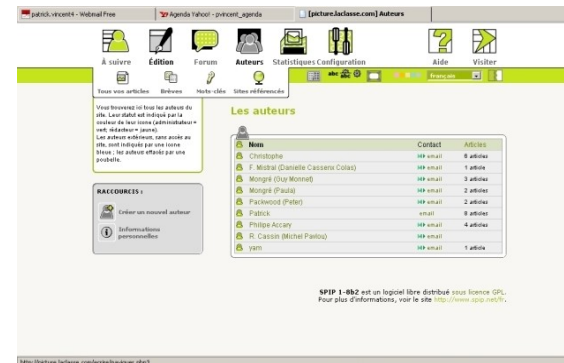 patrick.vincent4 - Webmail Free
Agenda Yahoo! - pvincent_agenda
[picture.laclasse.com] Auteurs
À suivre
Édition
Forum
Auteurs
Statistiques
Configuration
Aide
Visiter
Tous vos articles
Brèves
Mots-clés
Sites référencés
abc
français
Vous trouverez ici tous les auteurs du
site. Leur statut est indiqué par la
couleur de leur icone (administrateur =
vert; rédacteur = jaune).
Les auteurs extérieurs, sans accès au
site, sont indiqués par une icone
bleue ; les auteurs effacés par une
poubelle.
RACCOURCIS :
Créer un nouvel auteur
Informations
personnelles
Les auteurs
Nom Contact Articles
Christophe email 6 articles
F. Mistral (Danielle Cassens Colas) email 1 article
Mongré (Guy Monnet) email 3 articles
Mongré (Paula) email 2 articles
Packwood (Peter) email 2 articles
Patrick email 8 articles
Philipe Accary email 4 articles
R. Cassin (Michel Pavlou) email
yam email 1 article
SPIP 1-8b2 est un logiciel libre distribué sous licence GPL.
Pour plus d'informations, voir le site http://www.spip.net/fr.